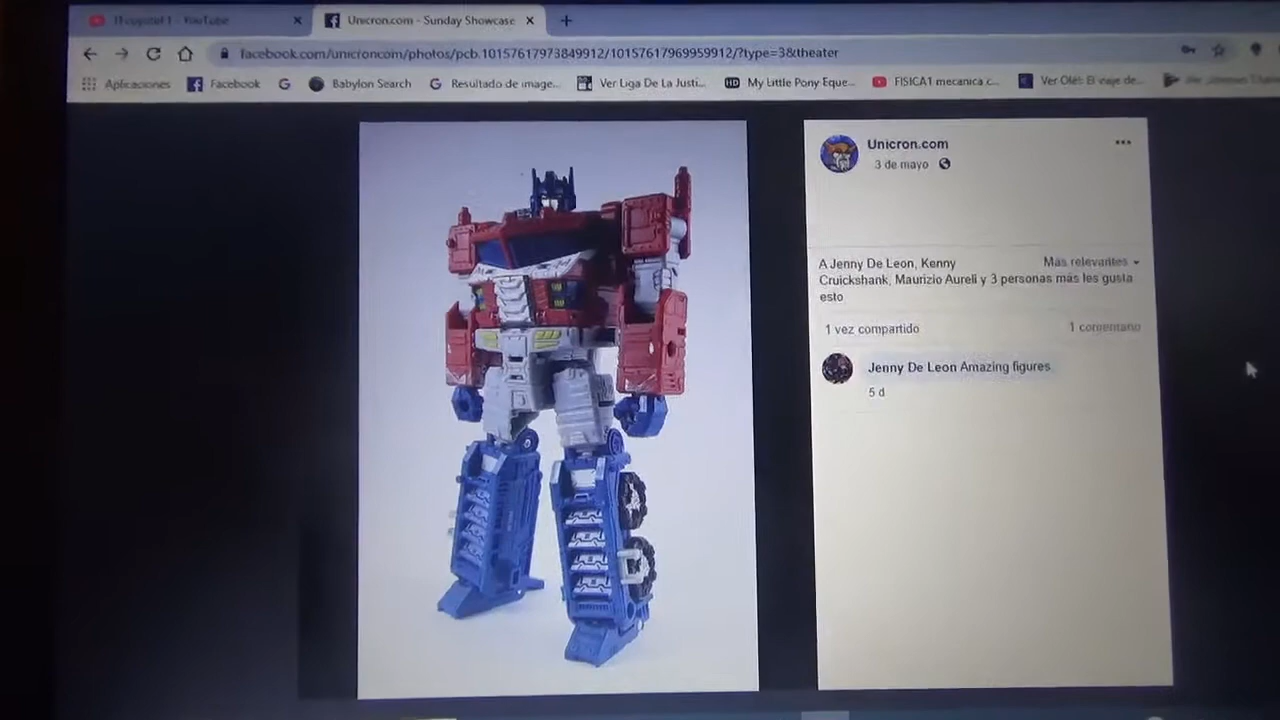 Unicron.com - Sunday Showcase
facebook.com/unicroncom/photos/pcb.10157617973849912/10157617969959912/?type=3&theater
Aplicaciones
Facebook
Babylon Search
Resultado de image...
Ver Liga De La Justi...
My Little Pony Eque...
FISICA1 mecanica c...
Ver Olé: El viaje de...
Unicron.com
3 de mayo
A Jenny De Leon, Kenny
Más relevantes
Cruickshank, Maurizio Aureli y 3 personas más les gusta
esto
1 vez compartido
1 comentario
Jenny De Leon Amazing figures
5 d